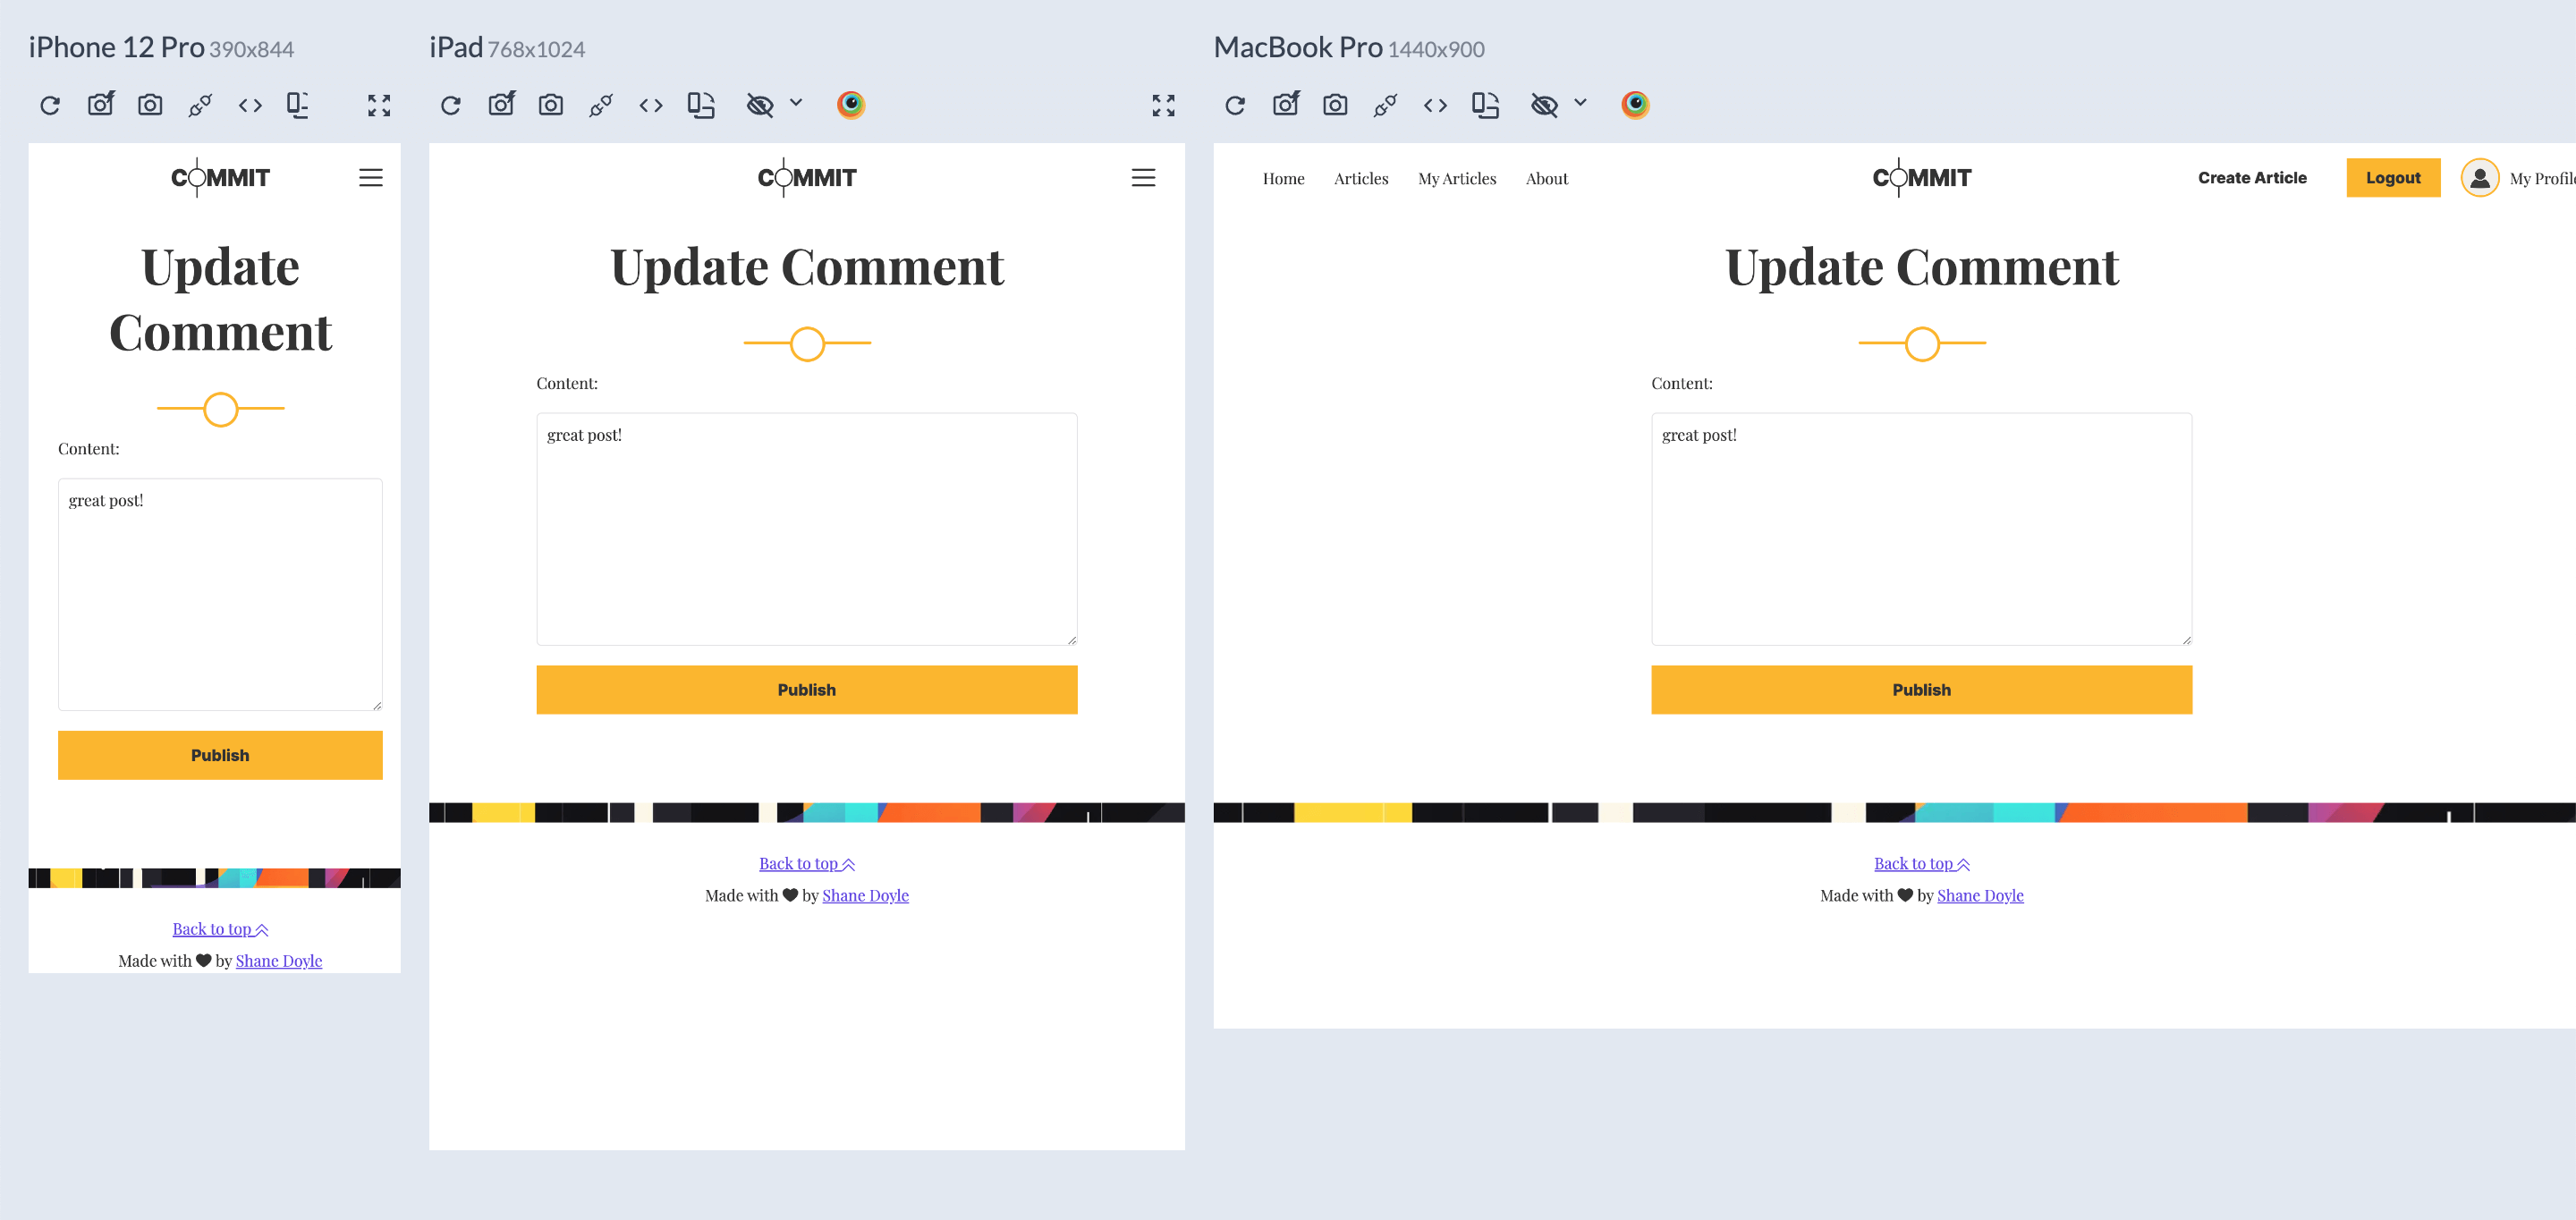 iPhone 12 Pro 390x844
COMMIT
Update
Comment
Content:
great post!
Publish
Back to top
Made with by Shane Doyle
iPad 768x1024
COMMIT
Update Comment
Content:
great post!
Publish
Back to top
Made with by Shane Doyle
MacBook Pro 1440x900
Home Articles My Articles About COMMIT Create Article Logout My Profile
Update Comment
Content:
great post!
Publish
Back to top
Made with by Shane Doyle